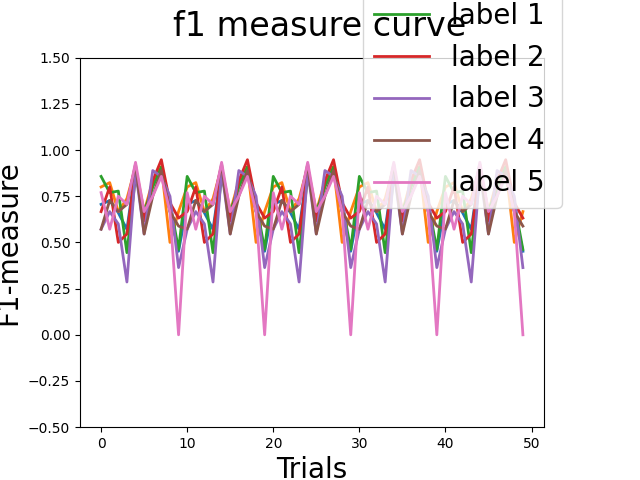 f1 measure curve
label 1
label 2
label 3
label 4
label 5
1.50
1.25
1.00
0.75
0.50
0.25
0.00
−0.25
−0.50
F1-measure
0 10 20 30 40 50
Trials